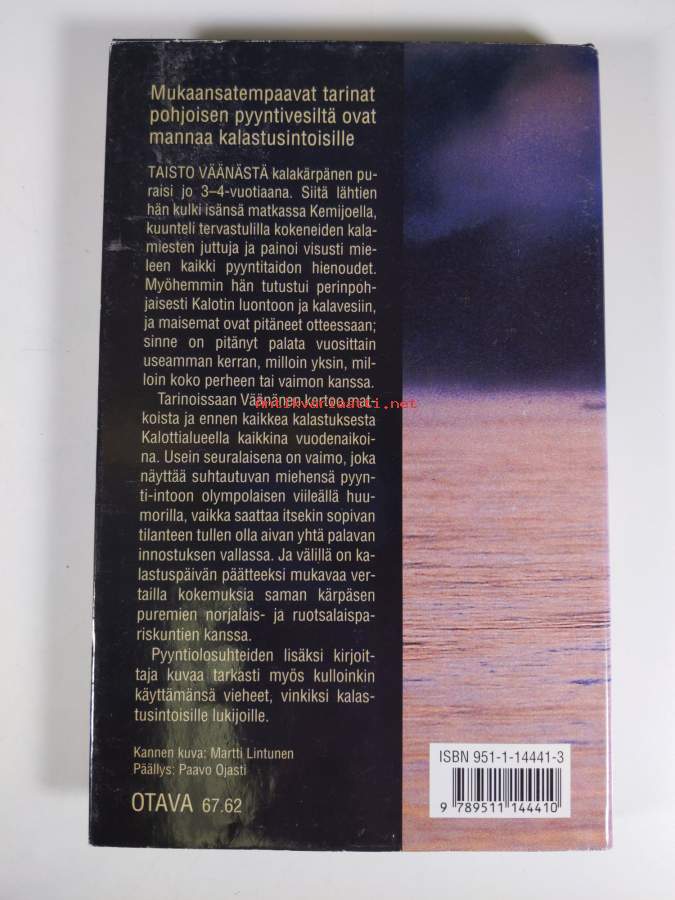 Mukaansatempaavat tarinat
pohjoisen pyyntivesiltä ovat
mannaa kalastusintoisille
TAISTO VÄÄNÄSTÄ kalakärpänen pu-
raisi jo 3–4-vuotiaana. Siitä lähtien
hän kulki isänsä matkassa Kemijoella,
kuunteli tervastulilla kokeneiden kala-
miesten juttuja ja painoi visusti mie-
leen kaikki pyyntitaidon hienoudet.
Myöhemmin hän tutustui perinpoh-
jaisesti Kalotin luontoon ja kalavesiin,
ja maisemat ovat pitäneet otteessaan;
sinne on pitänyt palata vuosittain
useamman kerran, milloin yksin, mil-
loin koko perheen tai vaimon kanssa.
Tarinoissaan Väänänen kertoo mat-
koista ja ennen kaikkea kalastuksesta
Kalottialueella kaikkina vuodenaikoi-
na. Usein seuralaisena on vaimo, joka
näyttää suhtautuvan miehensä pyyn-
ti-intoon olympolaisen viileällä huu-
morilla, vaikka saattaa itsekin sopivan
tilanteen tullen olla aivan yhtä palavan
innostuksen vallassa. Ja välillä on ka-
lastuspäivän päätteeksi mukavaa ver-
tailla kokemuksia saman kärpäsen
puremien norjalais- ja ruotsalaispa-
riskuntien kanssa.
Pyyntiolosuhteiden lisäksi kirjoit-
taja kuvaa tarkasti myös kulloinkin
käyttämänsä vieheet, vinkiksi kalas-
tusintoisille lukijoille.
Kannen kuva: Martti Lintunen
Päällys: Paavo Ojasti
OTAVA 67.62
ISBN 951-1-14441-3
9 789511 144410
antikvariaatti.net